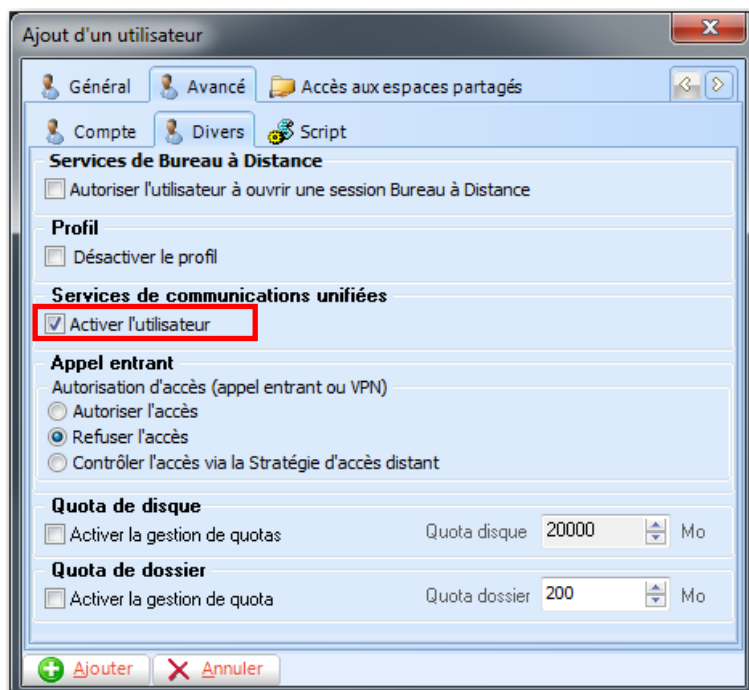 Ajout d'un utilisateur
Général Avancé Accès aux espaces partagés
Compte Divers Script
Services de Bureau à Distance
Autoriser l'utilisateur à ouvrir une session Bureau à Distance
Profil
Désactiver le profil
Services de communications unifiées
Activer l'utilisateur
Appel entrant
Autorisation d'accès (appel entrant ou VPN)
Autoriser l'accès
Refuser l'accès
Contrôler l'accès via la Stratégie d'accès distant
Quota de disque
Activer la gestion de quotas Quota disque 20000 Mo
Quota de dossier
Activer la gestion de quota Quota dossier 200 Mo
Ajouter Annuler